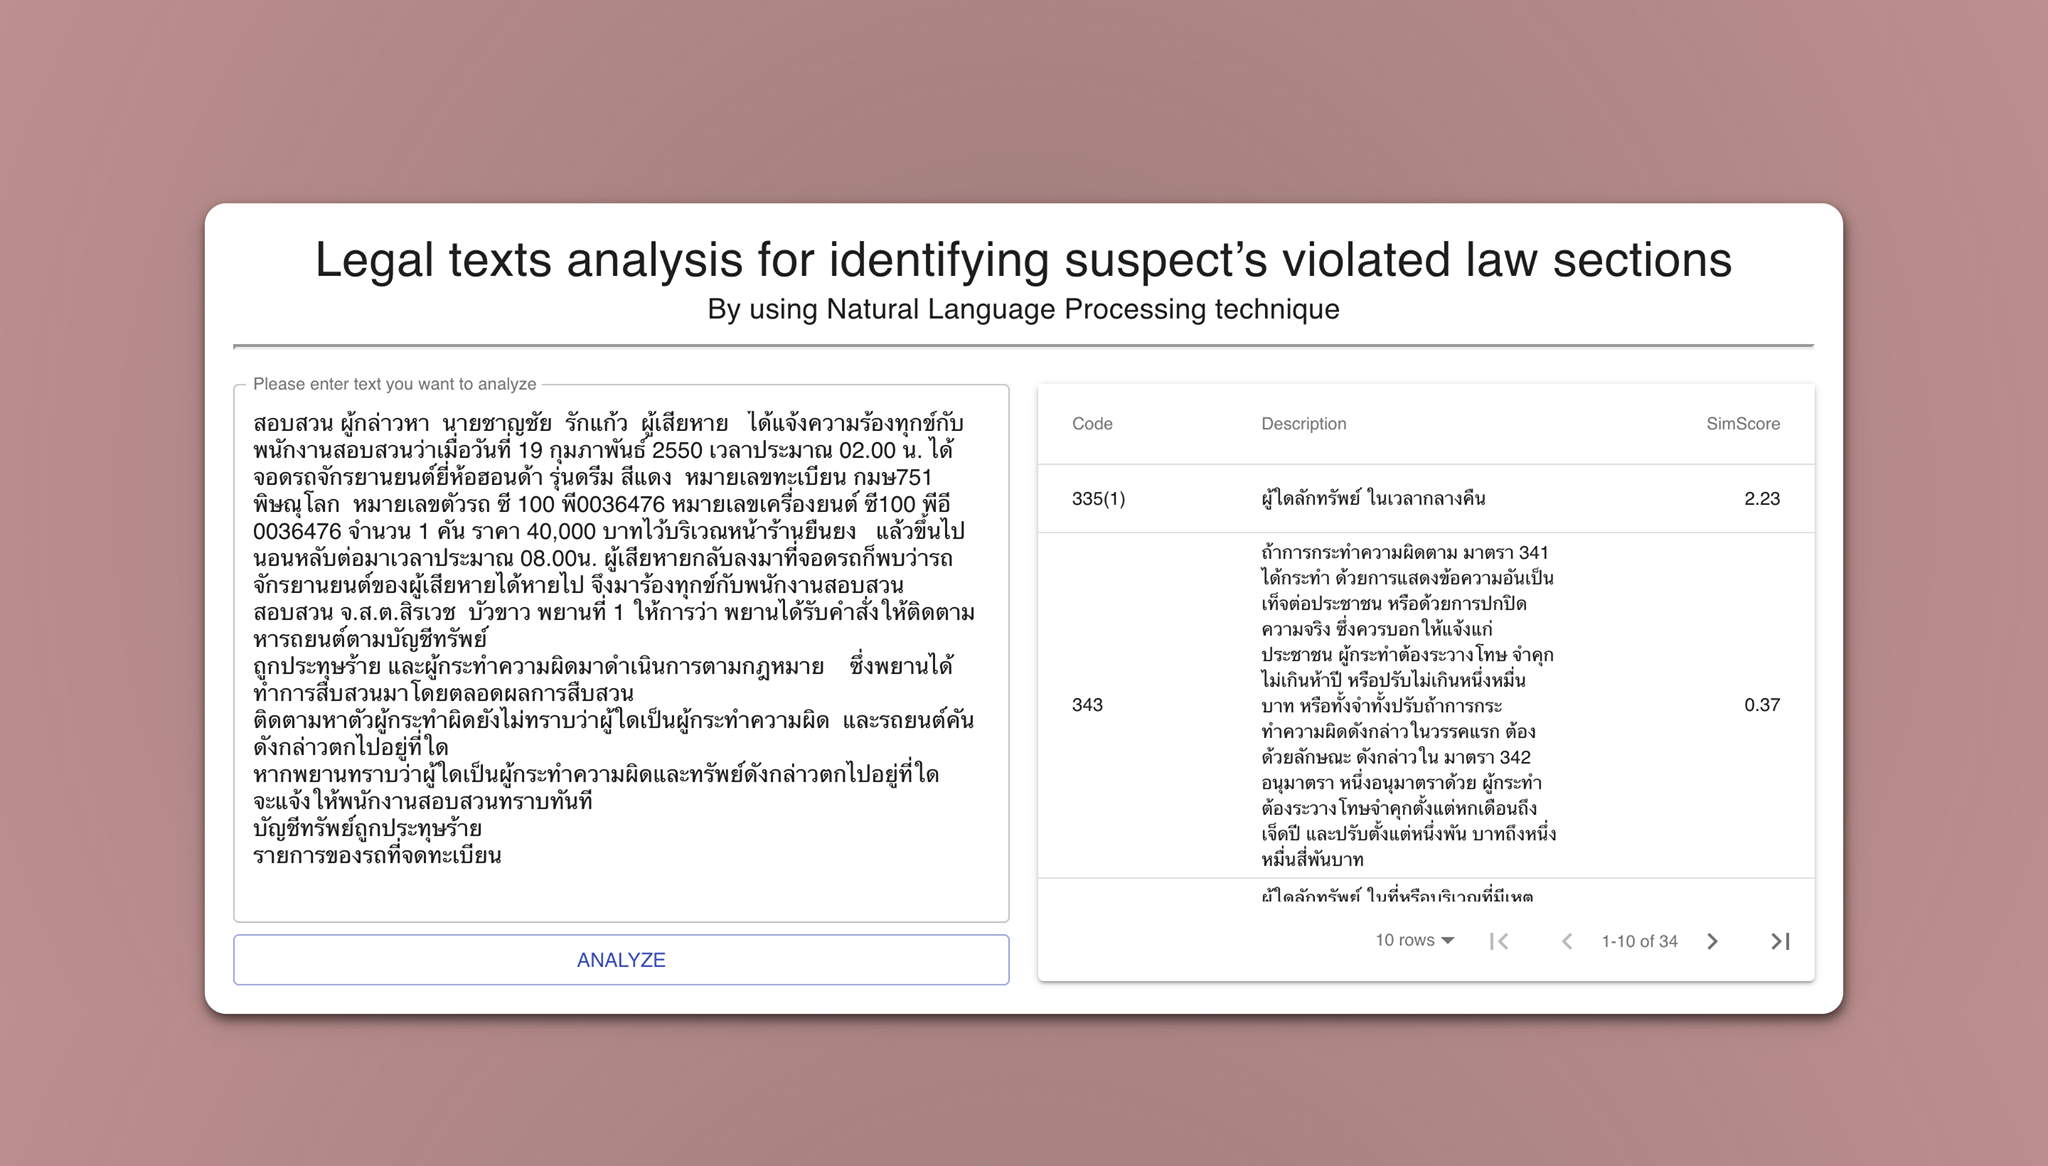 Legal texts analysis for identifying suspect’s violated law sections
By using Natural Language Processing technique
Please enter text you want to analyze
สอบสวน ผู้กล่าวหา  นายชาญชัย  รักแก้ว  ผู้เสียหาย   ได้แจ้งความร้องทุกข์กับ
พนักงานสอบสวนว่าเมื่อวันที่ 19 กุมภาพันธ์ 2550 เวลาประมาณ 02.00 น. ได้
จอดรถจักรยานยนต์ยี่ห้อฮอนด้า รุ่นดรีม สีแดง  หมายเลขทะเบียน กมษ751
พิษณุโลก  หมายเลขตัวรถ ซี 100 พี0036476 หมายเลขเครื่องยนต์ ซี100 พีอี
0036476 จำนวน 1 คัน ราคา 40,000 บาทไว้บริเวณหน้าร้านยืนยง   แล้วขึ้นไป
นอนหลับต่อมาเวลาประมาณ 08.00น. ผู้เสียหายกลับลงมาที่จอดรถก็พบว่ารถ
จักรยานยนต์ของผู้เสียหายได้หายไป จึงมาร้องทุกข์กับพนักงานสอบสวน
สอบสวน จ.ส.ต.สิรเวช  บัวขาว พยานที่ 1 ให้การว่า พยานได้รับคำสั่งให้ติดตาม
หารถยนต์ตามบัญชีทรัพย์
ถูกประทุษร้าย และผู้กระทำความผิดมาดำเนินการตามกฎหมาย    ซึ่งพยานได้
ทำการสืบสวนมาโดยตลอดผลการสืบสวน
ติดตามหาตัวผู้กระทำผิดยังไม่ทราบว่าผู้ใดเป็นผู้กระทำความผิด  และรถยนต์คัน
ดังกล่าวตกไปอยู่ที่ใด
หากพยานทราบว่าผู้ใดเป็นผู้กระทำความผิดและทรัพย์ดังกล่าวตกไปอยู่ที่ใด
จะแจ้งให้พนักงานสอบสวนทราบทันที
บัญชีทรัพย์ถูกประทุษร้าย
รายการของรถที่จดทะเบียน
ANALYZE
Code Description SimScore
335(1) ผู้ใดลักทรัพย์ ในเวลากลางคืน 2.23
ถ้าการกระทำความผิดตาม มาตรา 341
ได้กระทำ ด้วยการแสดงข้อความอันเป็น
เท็จต่อประชาชน หรือด้วยการปกปิด
ความจริง ซึ่งควรบอกให้แจ้งแก่
ประชาชน ผู้กระทำต้องระวางโทษ จำคุก
ไม่เกินห้าปี หรือปรับไม่เกินหนึ่งหมื่น
343 บาท หรือทั้งจำทั้งปรับถ้าการกระ 0.37
ทำความผิดดังกล่าวในวรรคแรก ต้อง
ด้วยลักษณะ ดังกล่าวใน มาตรา 342
อนุมาตรา หนึ่งอนุมาตราด้วย ผู้กระทำ
ต้องระวางโทษจำคุกตั้งแต่หกเดือนถึง
เจ็ดปี และปรับตั้งแต่หนึ่งพัน บาทถึงหนึ่ง
หมื่นสี่พันบาท
ผู้ใดลักทรัพย์ ในที่หรือบริเวณที่มีเหตุ
10 rows 1-10 of 34